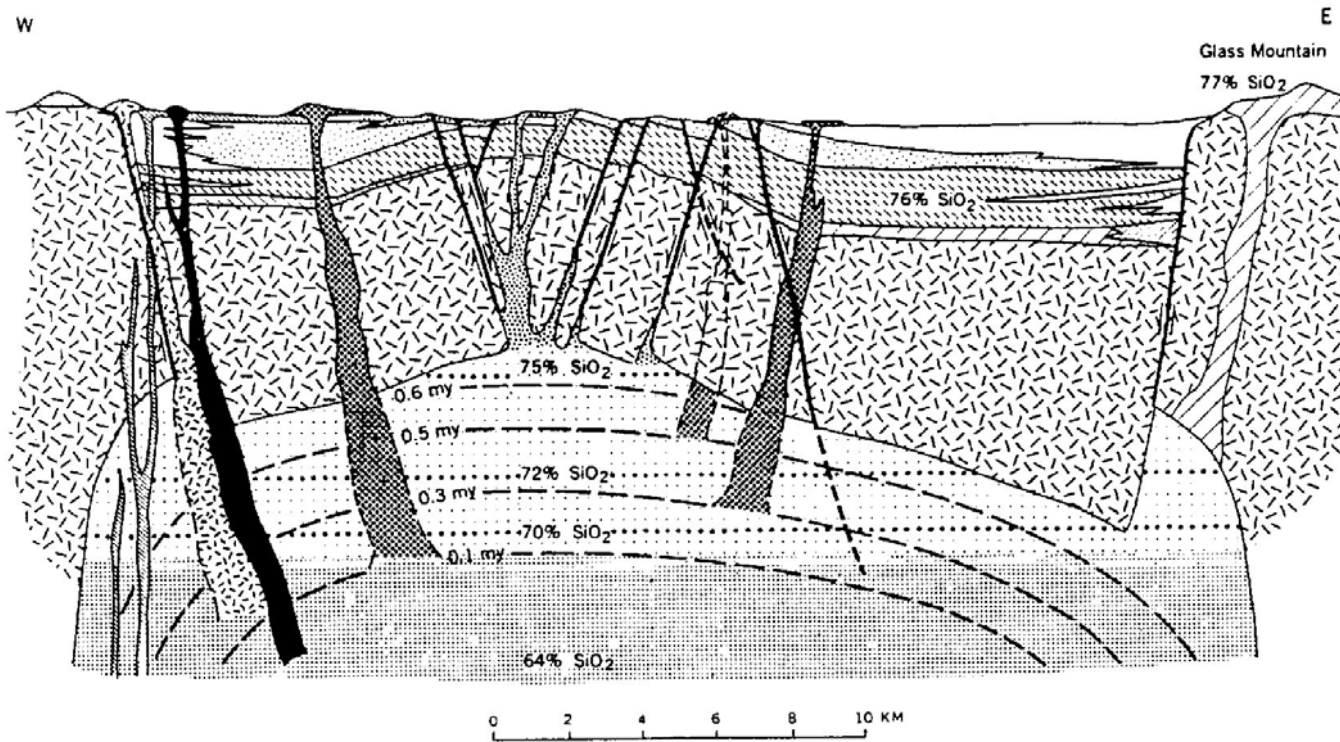 W
E
Glass Mountain
77% SiO₂
76% SiO₂
75% SiO₂
0.6 my
0.5 my
72% SiO₂
0.3 my
70% SiO₂
0.1 my
64% SiO₂
0 2 4 6 8 10 KM